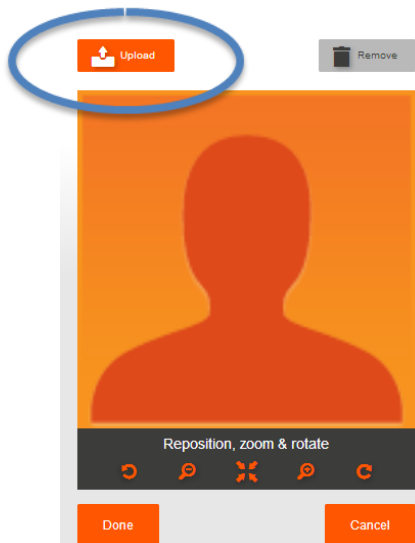 Upload
Remove
Reposition, zoom & rotate
Done
Cancel